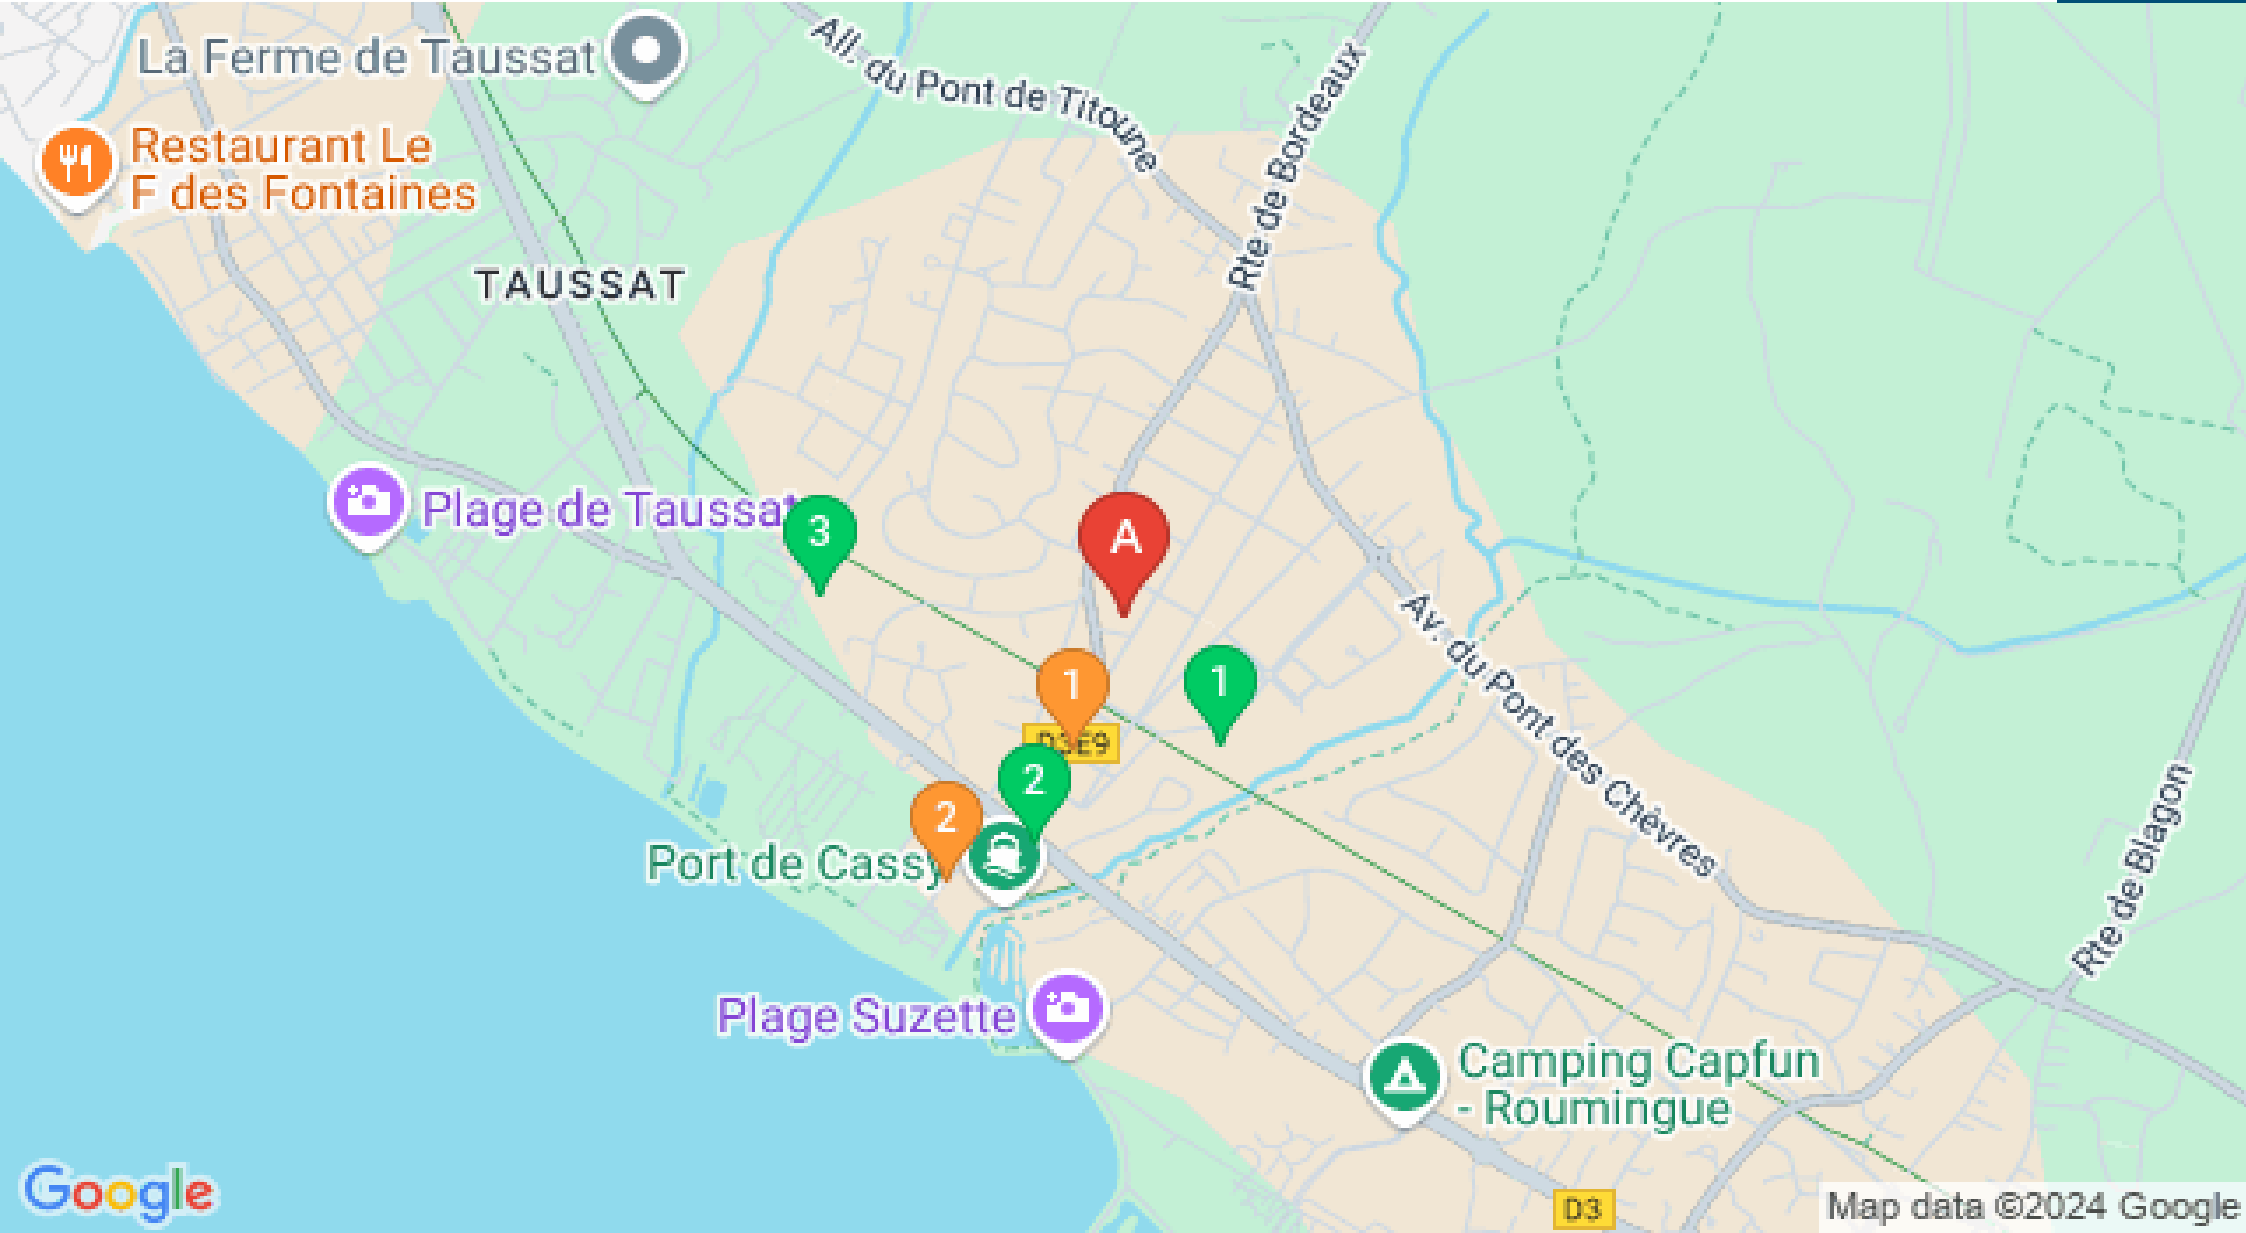 La Ferme de Taussat
All. du Pont de Titoune
Rte de Bordeaux
Restaurant Le
F des Fontaines
TAUSSAT
Plage de Taussat
3
A
1
1
D3E9
2
2
Port de Cassy
Av. du Pont des Chèvres
Rte de Blagon
Plage Suzette
Camping Capfun
- Roumingue
Google
D3
Map data ©2024 Google